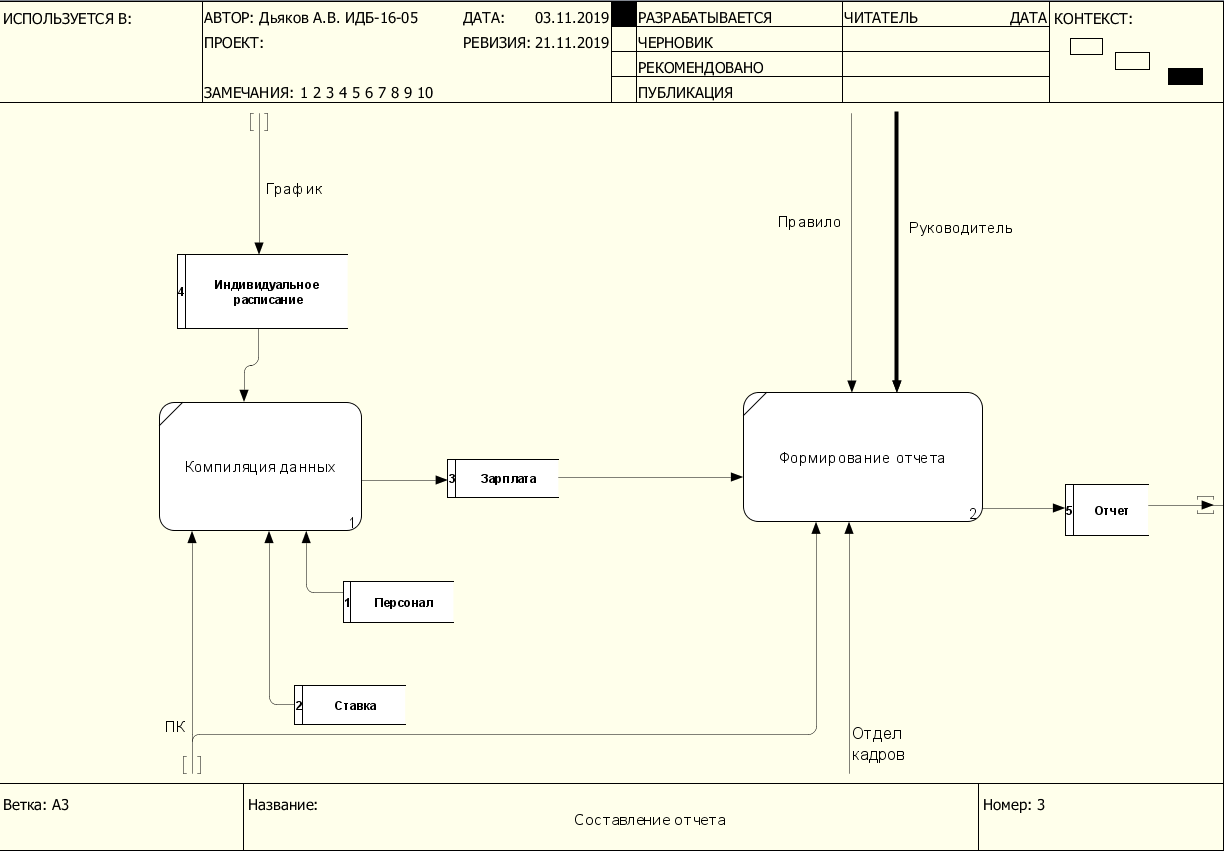 ИСПОЛЬЗУЕТСЯ В:
АВТОР: Дьяков А.В. ИДБ-16-05
ДАТА: 03.11.2019
ПРОЕКТ:
РЕВИЗИЯ: 21.11.2019
ЗАМЕЧАНИЯ: 1 2 3 4 5 6 7 8 9 10
РАЗРАБАТЫВАЕТСЯ
ЧЕРНОВИК
РЕКОМЕНДОВАНО
ПУБЛИКАЦИЯ
ЧИТАТЕЛЬ
ДАТА
КОНТЕКСТ:
График
Правило
Руководитель
4
Индивидуальное
расписание
Компиляция данных
1
3
Зарплата
Формирование отчета
2
5
Отчет
1
Персонал
2
Ставка
ПК
Отдел
кадров
Ветка: A3
Название:
Составление отчета
Номер: 3